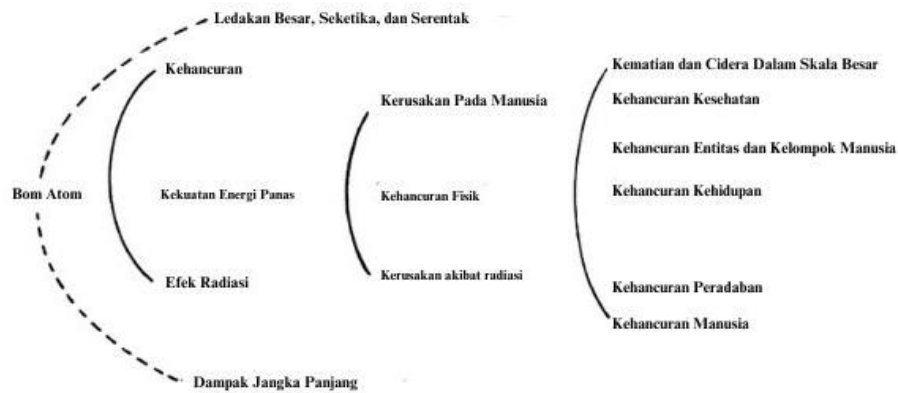 Ledakan Besar, Seketika, dan Serentak
Kehancuran
Kematian dan Cidera Dalam Skala Besar
Kerusakan Pada Manusia
Kehancuran Kesehatan
Kehancuran Entitas dan Kelompok Manusia
Bom Atom
Kekuatan Energi Panas
Kehancuran Fisik
Kehancuran Kehidupan
Efek Radiasi
Kerusakan akibat radiasi
Kehancuran Peradaban
Kehancuran Manusia
Dampak Jangka Panjang